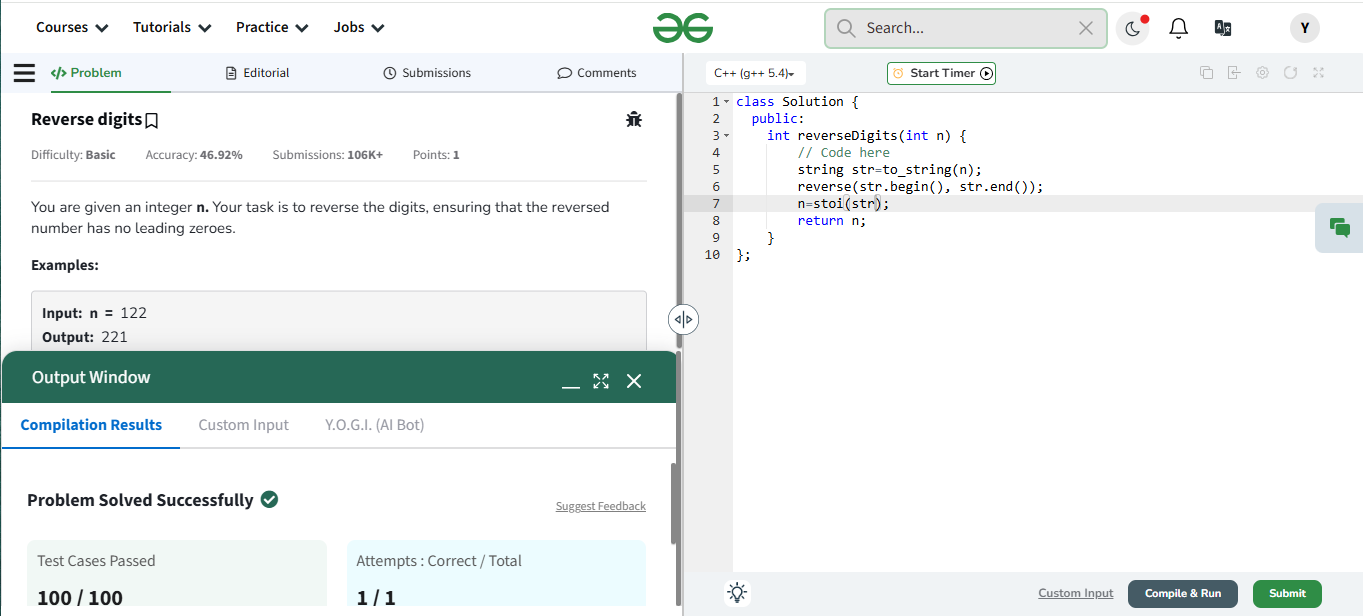 Courses Tutorials Practice Jobs Search... Y
Problem Editorial Submissions Comments
Reverse digits
Difficulty: Basic Accuracy: 46.92% Submissions: 106K+ Points: 1
You are given an integer n. Your task is to reverse the digits, ensuring that the reversed
number has no leading zeroes.
Examples:
Input: n = 122
Output: 221
Output Window
Compilation Results Custom Input Y.O.G.I. (AI Bot)
Problem Solved Successfully
Suggest Feedback
Test Cases Passed
100 / 100
Attempts : Correct / Total
1 / 1
C++ (g++ 5.4) Start Timer
1 class Solution {
2 public:
3 int reverseDigits(int n) {
4 // Code here
5 string str=to_string(n);
6 reverse(str.begin(), str.end());
7 n=stoi(str);
8 return n;
9 }
10 };
Custom Input Compile & Run Submit